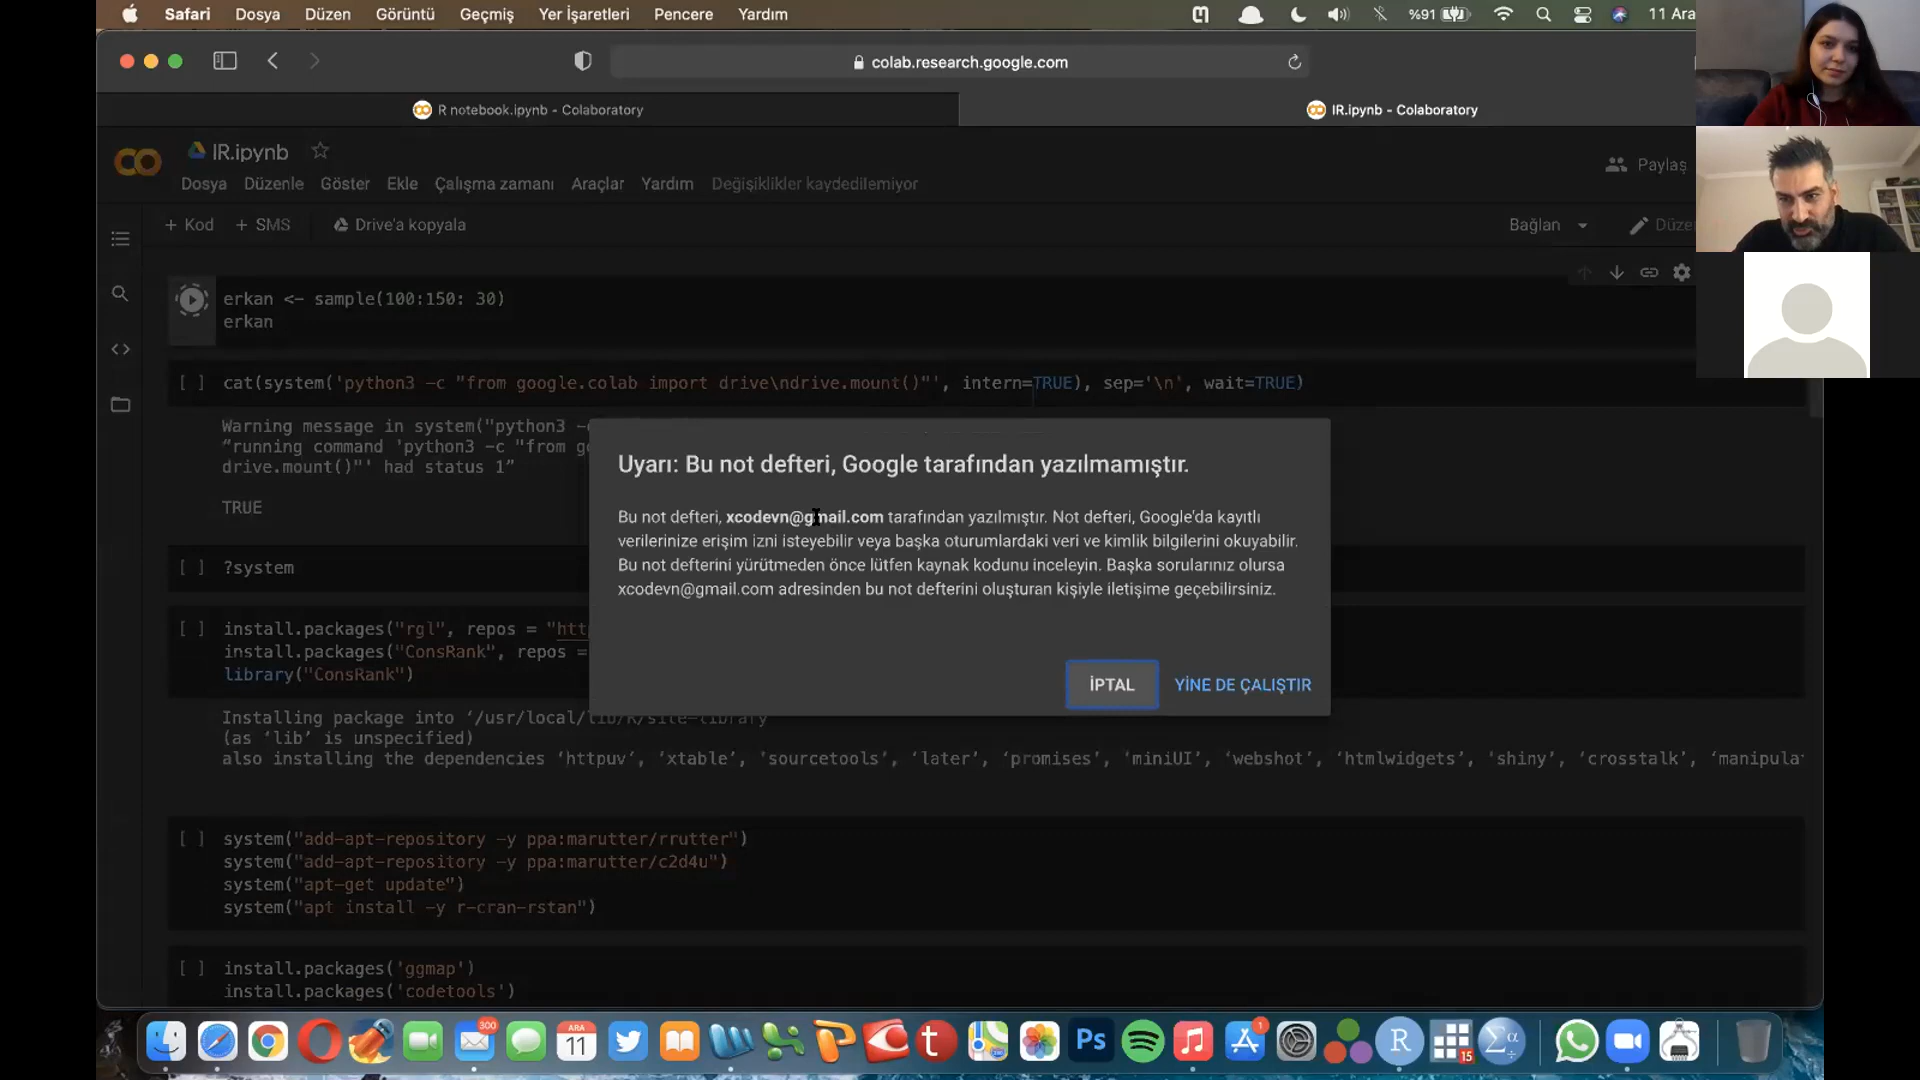 Safari Dosya Düzen Görüntü Geçmiş Yer İşaretleri Pencere Yardım %91 11 Ara
colab.research.google.com
R notebook.ipynb - Colaboratory IR.ipynb - Colaboratory
IR.ipynb
Paylaş
Dosya Düzenle Göster Ekle Çalışma zamanı Araçlar Yardım Değişiklikler kaydedilemiyor
+ Kod + SMS Drive'a kopyala Bağlan
erkan <- sample(100:150: 30)
erkan
[ ] cat(system('python3 -c "from google.colab import drive\ndrive.mount()"', intern=TRUE), sep='\n', wait=TRUE)
Warning message in system("python3
“running command 'python3 -c "from
drive.mount()"' had status 1”
TRUE
[ ] ?system
[ ] install.packages("rgl", repos = "htt
install.packages("ConsRank", repos =
library("ConsRank")
Installing package into ‘/usr/local/lib/R/site-library
(as ‘lib’ is unspecified)
also installing the dependencies ‘httpuv’, ‘xtable’, ‘sourcetools’, ‘later’, ‘promises’, ‘miniUI’, ‘webshot’, ‘htmlwidgets’, ‘shiny’, ‘crosstalk’, ‘manipula
[ ] system("add-apt-repository -y ppa:marutter/rrutter")
system("add-apt-repository -y ppa:marutter/c2d4u")
system("apt-get update")
system("apt install -y r-cran-rstan")
[ ] install.packages('ggmap')
install.packages('codetools')
Uyarı: Bu not defteri, Google tarafından yazılmamıştır.
Bu not defteri, xcodevn@gmail.com tarafından yazılmıştır. Not defteri, Google'da kayıtlı
verilerinize erişim izni isteyebilir veya başka oturumlardaki veri ve kimlik bilgilerini okuyabilir.
Bu not defterini yürütmeden önce lütfen kaynak kodunu inceleyin. Başka sorularınız olursa
xcodevn@gmail.com adresinden bu not defterini oluşturan kişiyle iletişime geçebilirsiniz.
İPTAL YİNE DE ÇALIŞTIR
300
ARA
11
Ps
1
R
15
Σα